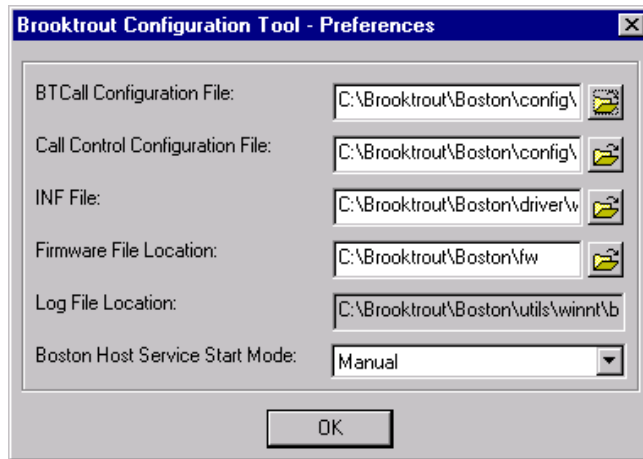 Brooktrout Configuration Tool - Preferences
BTCall Configuration File: C:\Brooktrout\Boston\config\
Call Control Configuration File: C:\Brooktrout\Boston\config\
INF File: C:\Brooktrout\Boston\driver\w
Firmware File Location: C:\Brooktrout\Boston\fw
Log File Location: C:\Brooktrout\Boston\utils\winnt\b
Boston Host Service Start Mode: Manual
OK